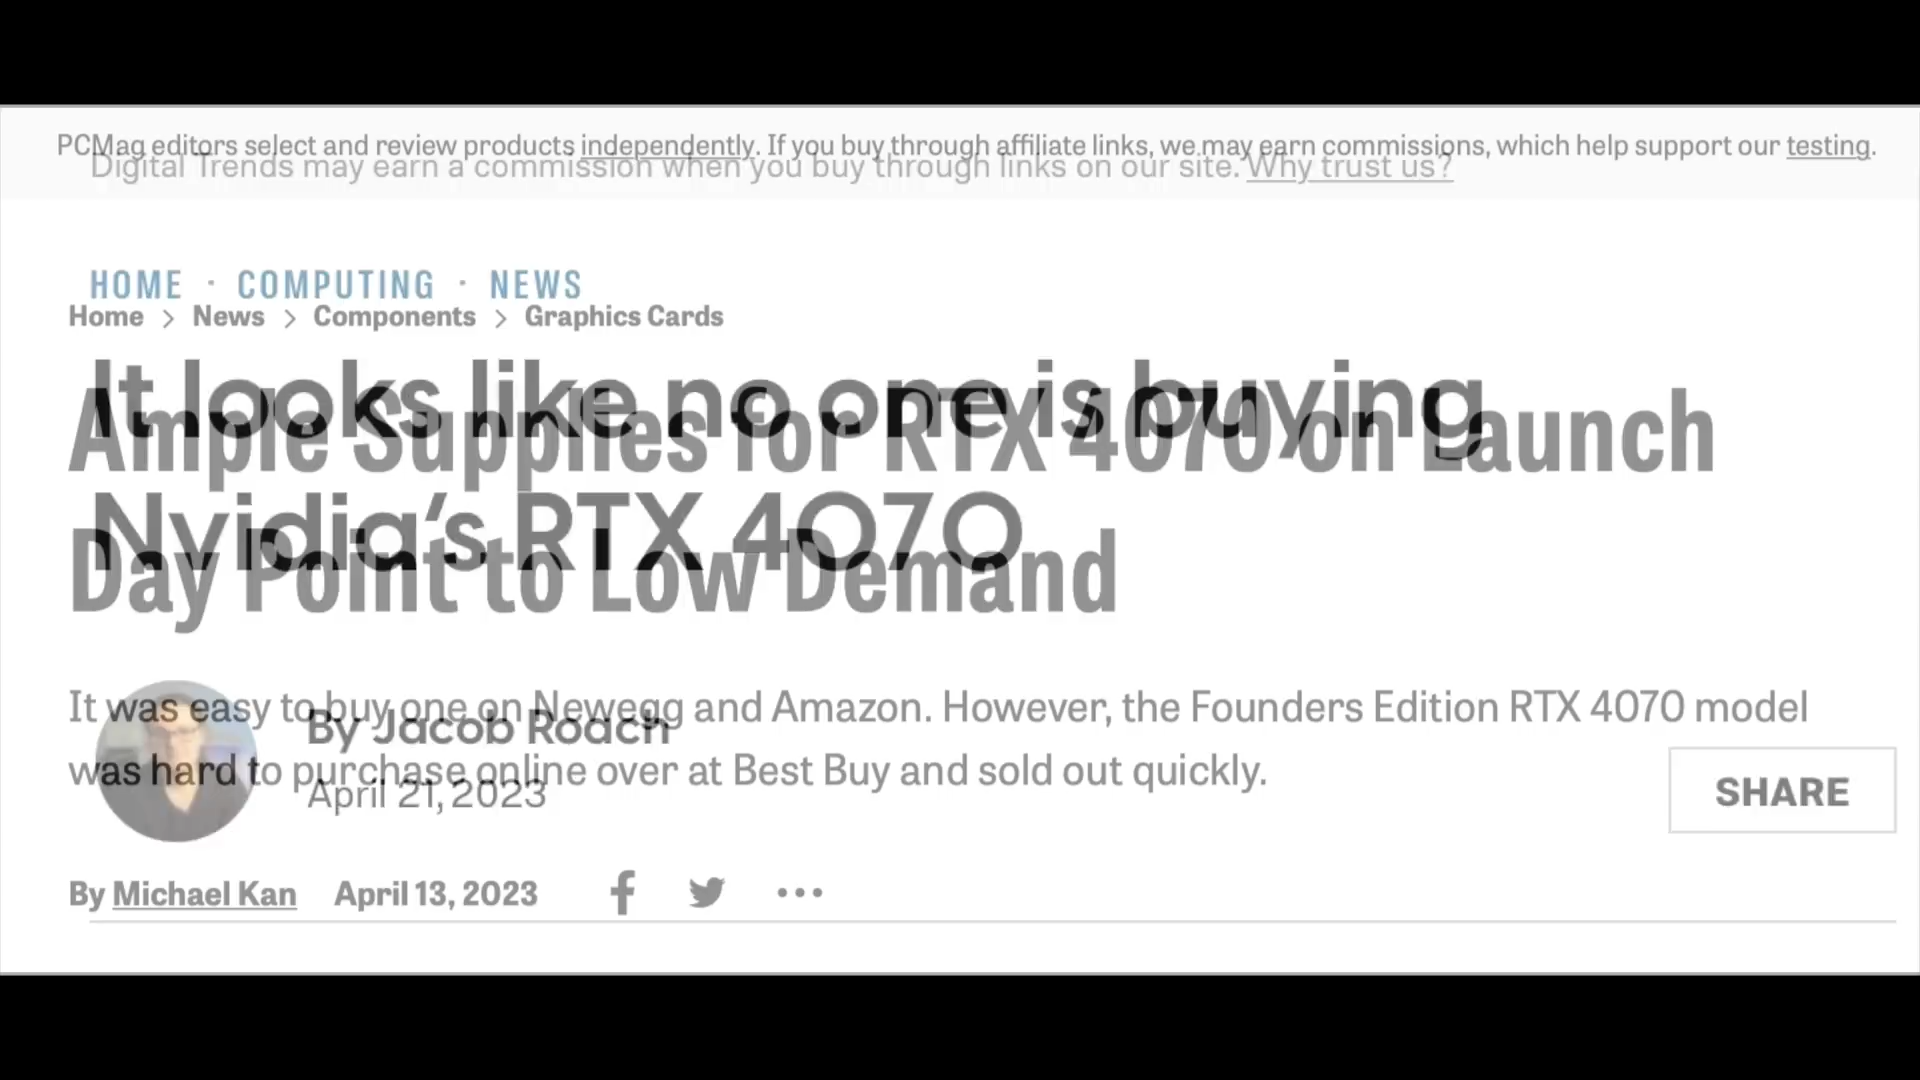 PCMag editors select and review products independently. If you buy through affiliate links, we may earn commissions, which help support our testing.
Digital Trends may earn a commission when you buy through links on our site. Why trust us?
HOME · COMPUTING · NEWS
Home > News > Components > Graphics Cards
It looks like no one is buying
Nvidia's RTX 4070
Ample Supplies for RTX 4070 on Launch
Day Point to Low Demand
It was easy to buy one on Newegg and Amazon. However, the Founders Edition RTX 4070 model
was hard to purchase online over at Best Buy and sold out quickly.
By Jacob Roach
April 21, 2023
SHARE
By Michael Kan April 13, 2023